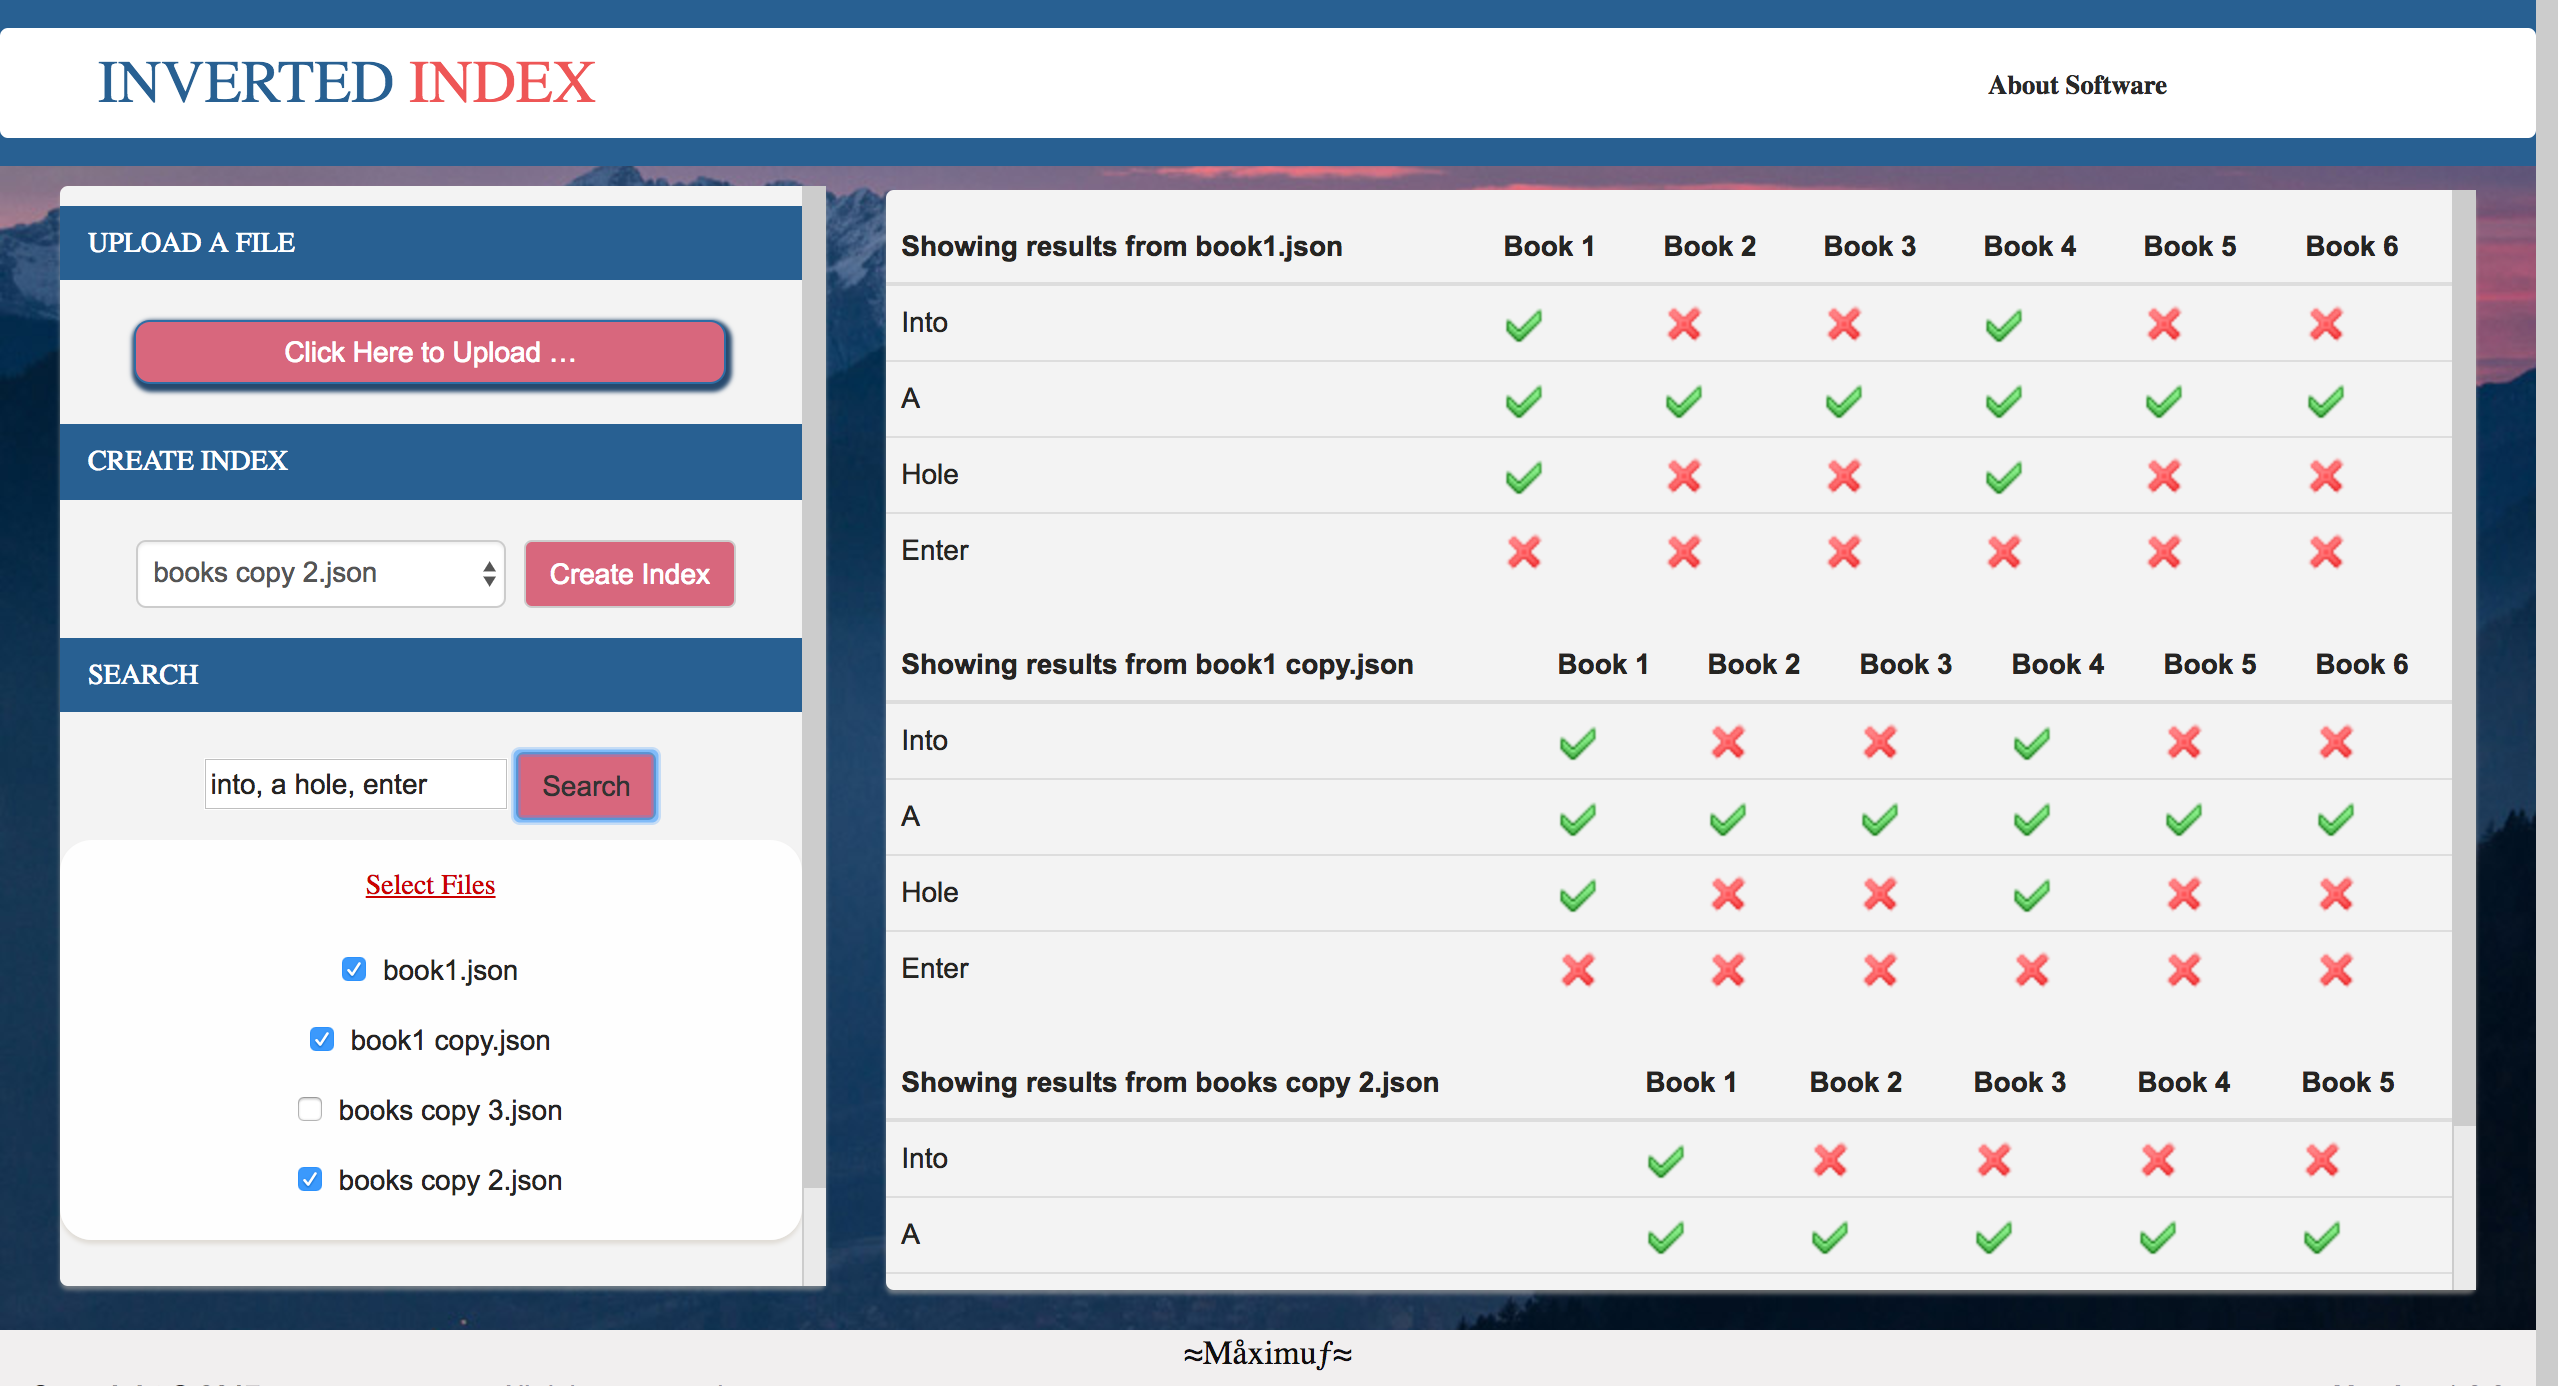 INVERTED INDEX
About Software
UPLOAD A FILE
Click Here to Upload ...
CREATE INDEX
books copy 2.json
Create Index
SEARCH
into, a hole, enter
Search
Select Files
book1.json
book1 copy.json
books copy 3.json
books copy 2.json
Showing results from book1.json Book 1 Book 2 Book 3 Book 4 Book 5 Book 6
Into
A
Hole
Enter
Showing results from book1 copy.json Book 1 Book 2 Book 3 Book 4 Book 5 Book 6
Into
A
Hole
Enter
Showing results from books copy 2.json Book 1 Book 2 Book 3 Book 4 Book 5
Into
A
≈Måximuƒ≈